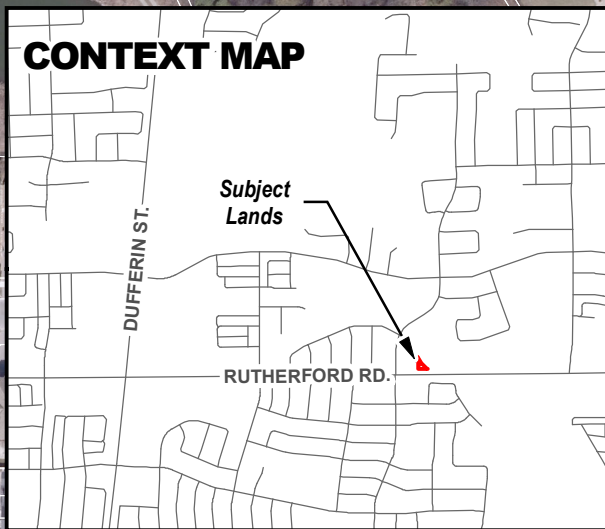 CONTEXT MAP
Subject
Lands
DUFFERIN ST.
RUTHERFORD RD.